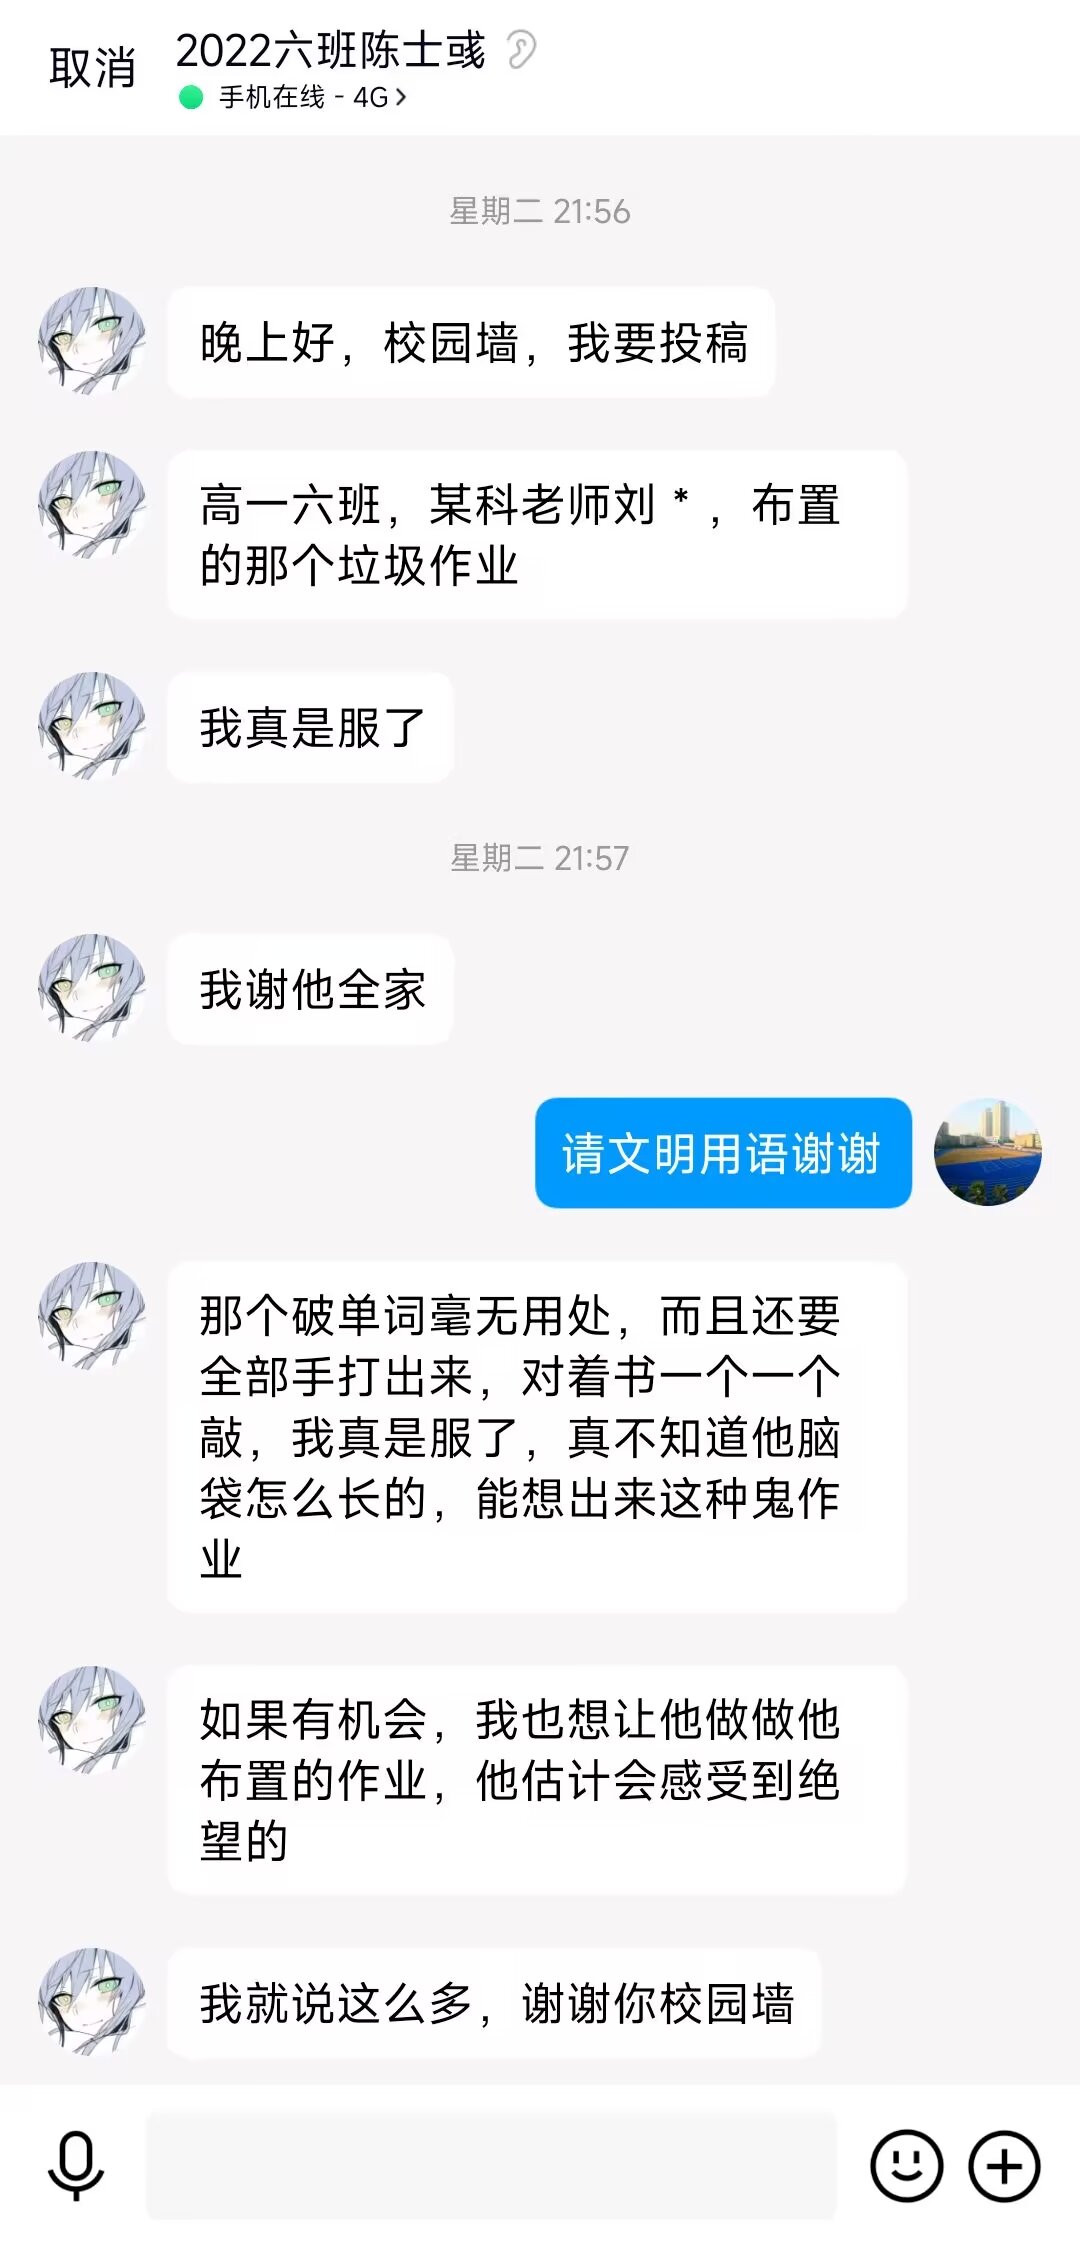 取消
2022六班陈士彧
手机在线 - 4G
星期二 21:56
晚上好，校园墙，我要投稿
高一六班，某科老师刘 * ，布置
的那个垃圾作业
我真是服了
星期二 21:57
我谢他全家
请文明用语谢谢
那个破单词毫无用处，而且还要
全部手打出来，对着书一个一个
敲，我真是服了，真不知道他脑
袋怎么长的，能想出来这种鬼作
业
如果有机会，我也想让他做做他
布置的作业，他估计会感受到绝
望的
我就说这么多，谢谢你校园墙